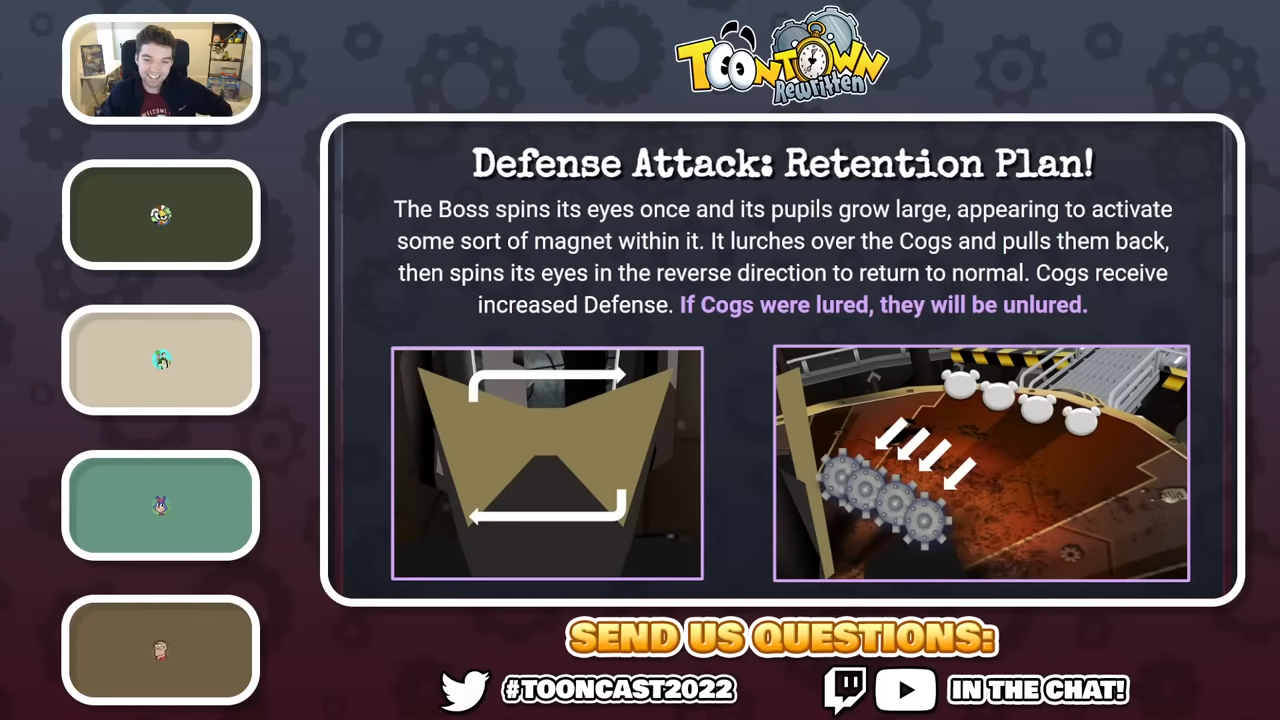 TOONTOWN
Rewritten
Defense Attack: Retention Plan!
The Boss spins its eyes once and its pupils grow large, appearing to activate
some sort of magnet within it. It lurches over the Cogs and pulls them back,
then spins its eyes in the reverse direction to return to normal. Cogs receive
increased Defense. If Cogs were lured, they will be unlured.
SEND US QUESTIONS:
#TOONCAST2022
IN THE CHAT!